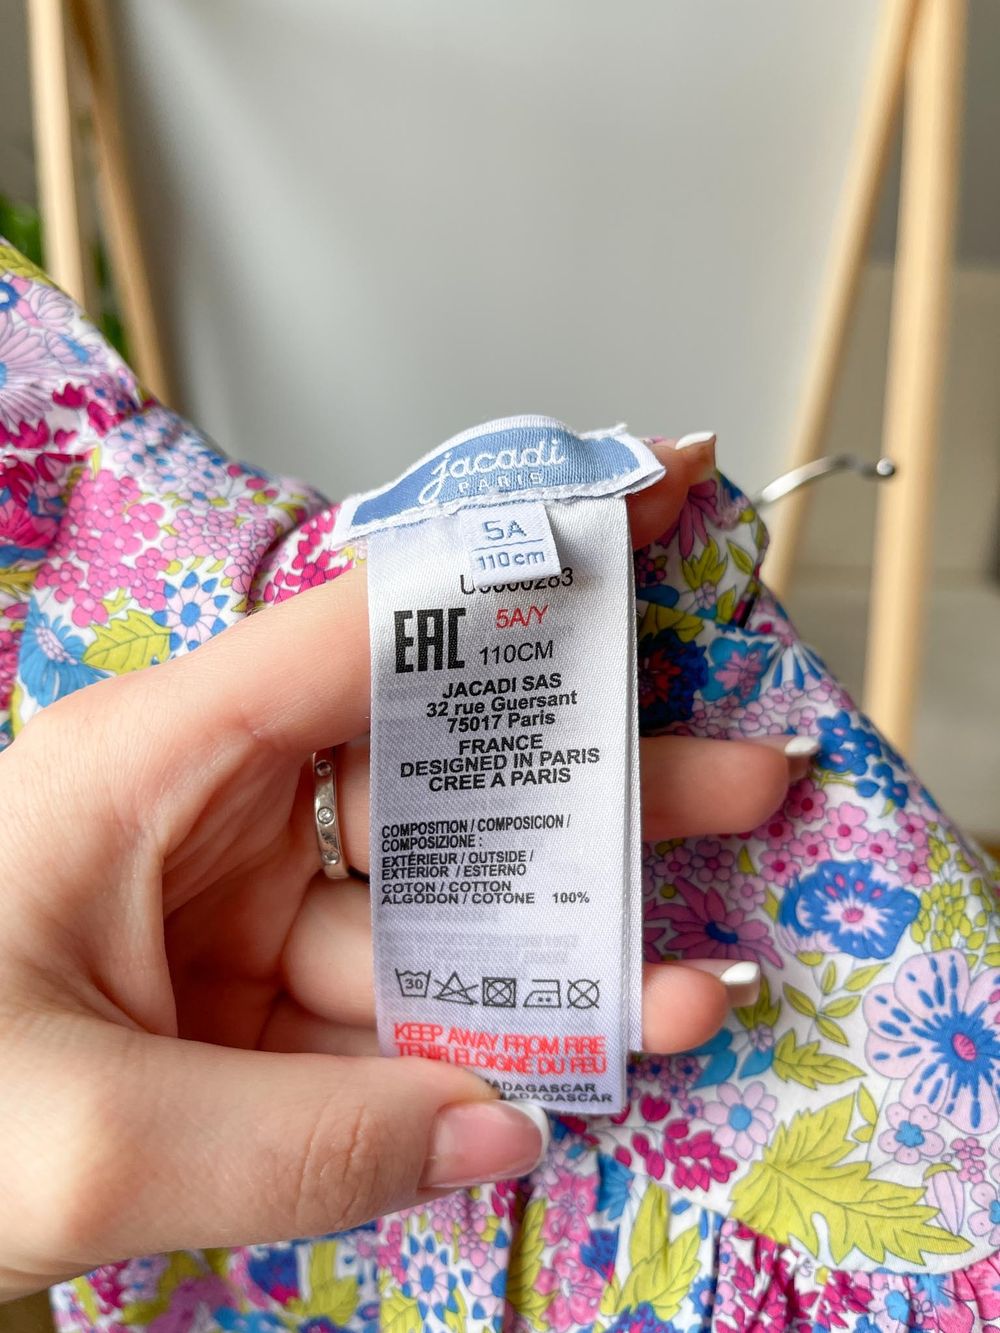 jacadi
PARIS
5A
110cm
5A/Y
EAC
110CM
JACADI SAS
32 rue Guersant
75017 Paris
FRANCE
DESIGNED IN PARIS
CREE A PARIS
COMPOSITION / COMPOSICION /
COMPOSIZIONE :
EXTÉRIEUR / OUTSIDE /
EXTERIOR / ESTERNO
COTON / COTTON
ALGODON / COTONE 100%
30
KEEP AWAY FROM FIRE
TENIR ELOIGNE DU FEU
MADAGASCAR
MADAGASCAR